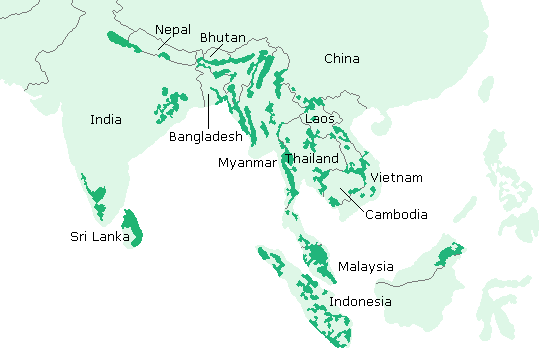 Nepal
Bhutan
China
India
Bangladesh
Laos
Myanmar
Thailand
Vietnam
Cambodia
Sri Lanka
Malaysia
Indonesia